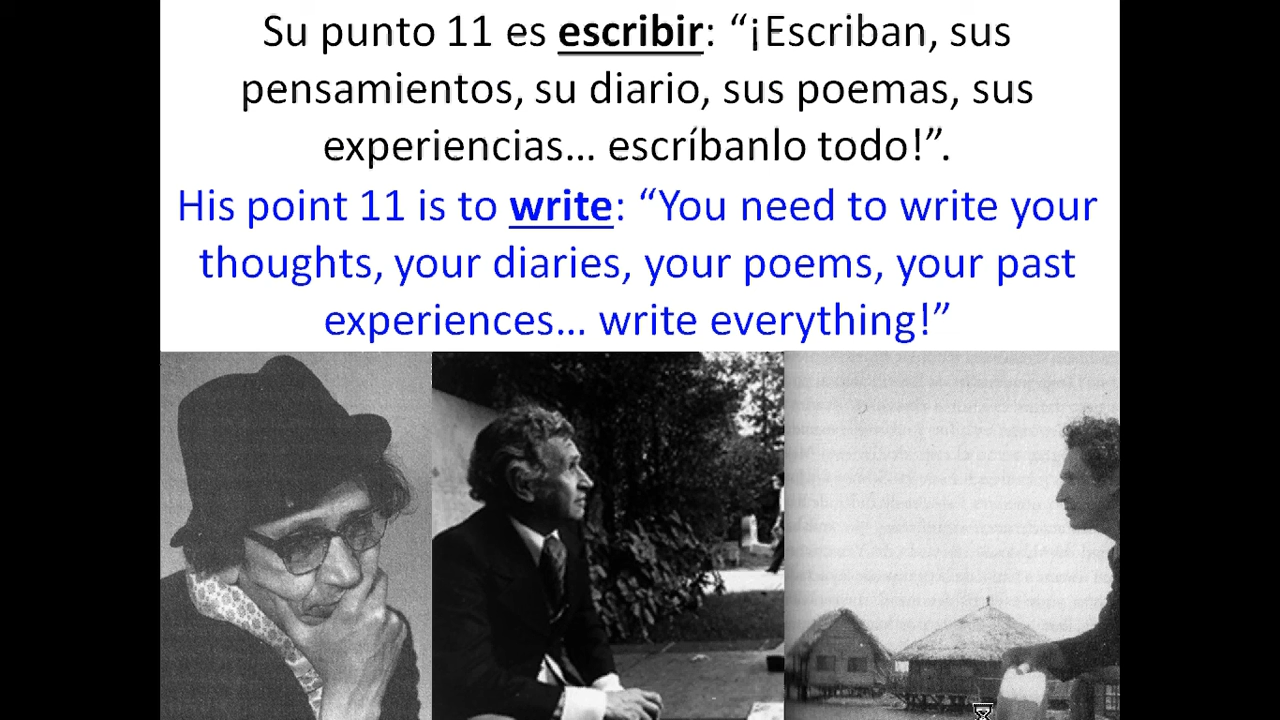 Su punto 11 es escribir: “¡Escriban, sus
pensamientos, su diario, sus poemas, sus
experiencias... escríbanlo todo!”.
His point 11 is to write: “You need to write your
thoughts, your diaries, your poems, your past
experiences... write everything!”